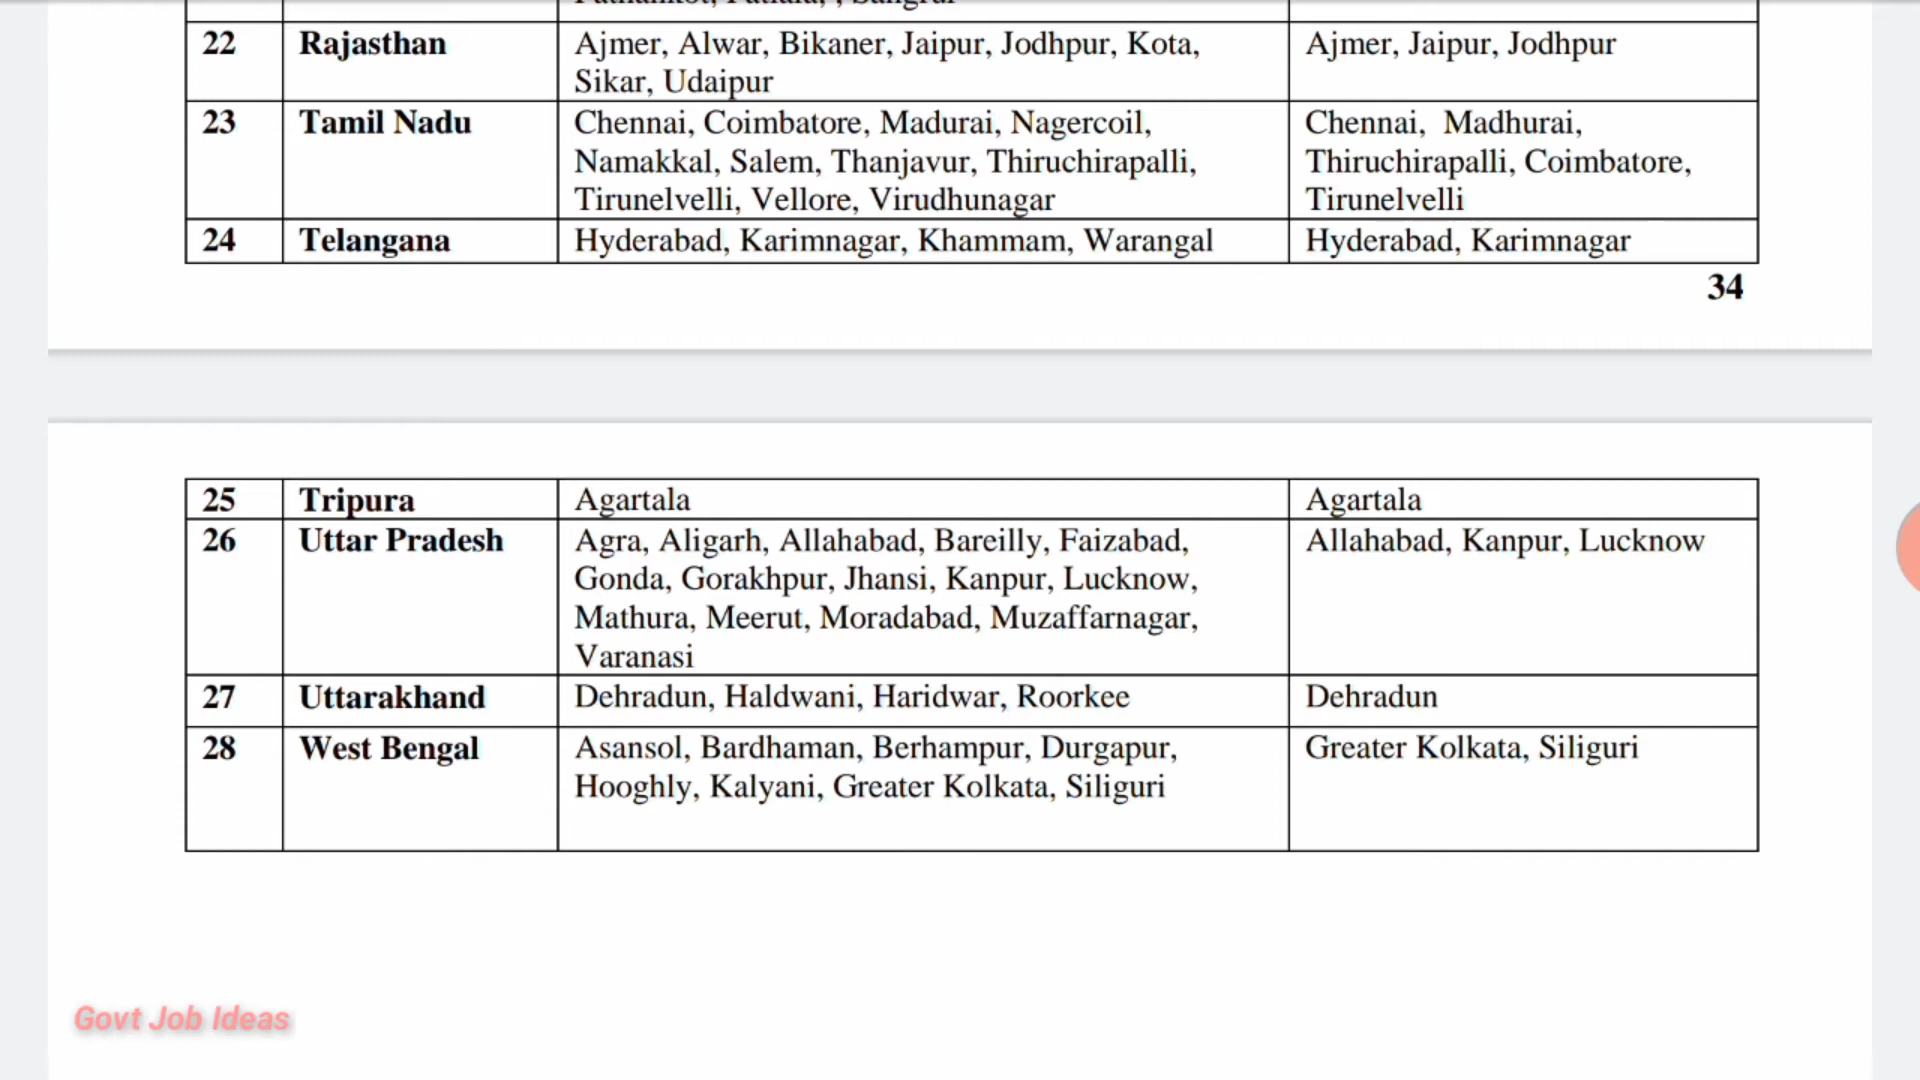 22 Rajasthan Ajmer, Alwar, Bikaner, Jaipur, Jodhpur, Kota, Ajmer, Jaipur, Jodhpur
Sikar, Udaipur
23 Tamil Nadu Chennai, Coimbatore, Madurai, Nagercoil, Chennai, Madhurai,
Namakkal, Salem, Thanjavur, Thiruchirapalli, Thiruchirapalli, Coimbatore,
Tirunelvelli, Vellore, Virudhunagar Tirunelvelli
24 Telangana Hyderabad, Karimnagar, Khammam, Warangal Hyderabad, Karimnagar
34
25 Tripura Agartala Agartala
26 Uttar Pradesh Agra, Aligarh, Allahabad, Bareilly, Faizabad, Allahabad, Kanpur, Lucknow
Gonda, Gorakhpur, Jhansi, Kanpur, Lucknow,
Mathura, Meerut, Moradabad, Muzaffarnagar,
Varanasi
27 Uttarakhand Dehradun, Haldwani, Haridwar, Roorkee Dehradun
28 West Bengal Asansol, Bardhaman, Berhampur, Durgapur, Greater Kolkata, Siliguri
Hooghly, Kalyani, Greater Kolkata, Siliguri
Govt Job Ideas